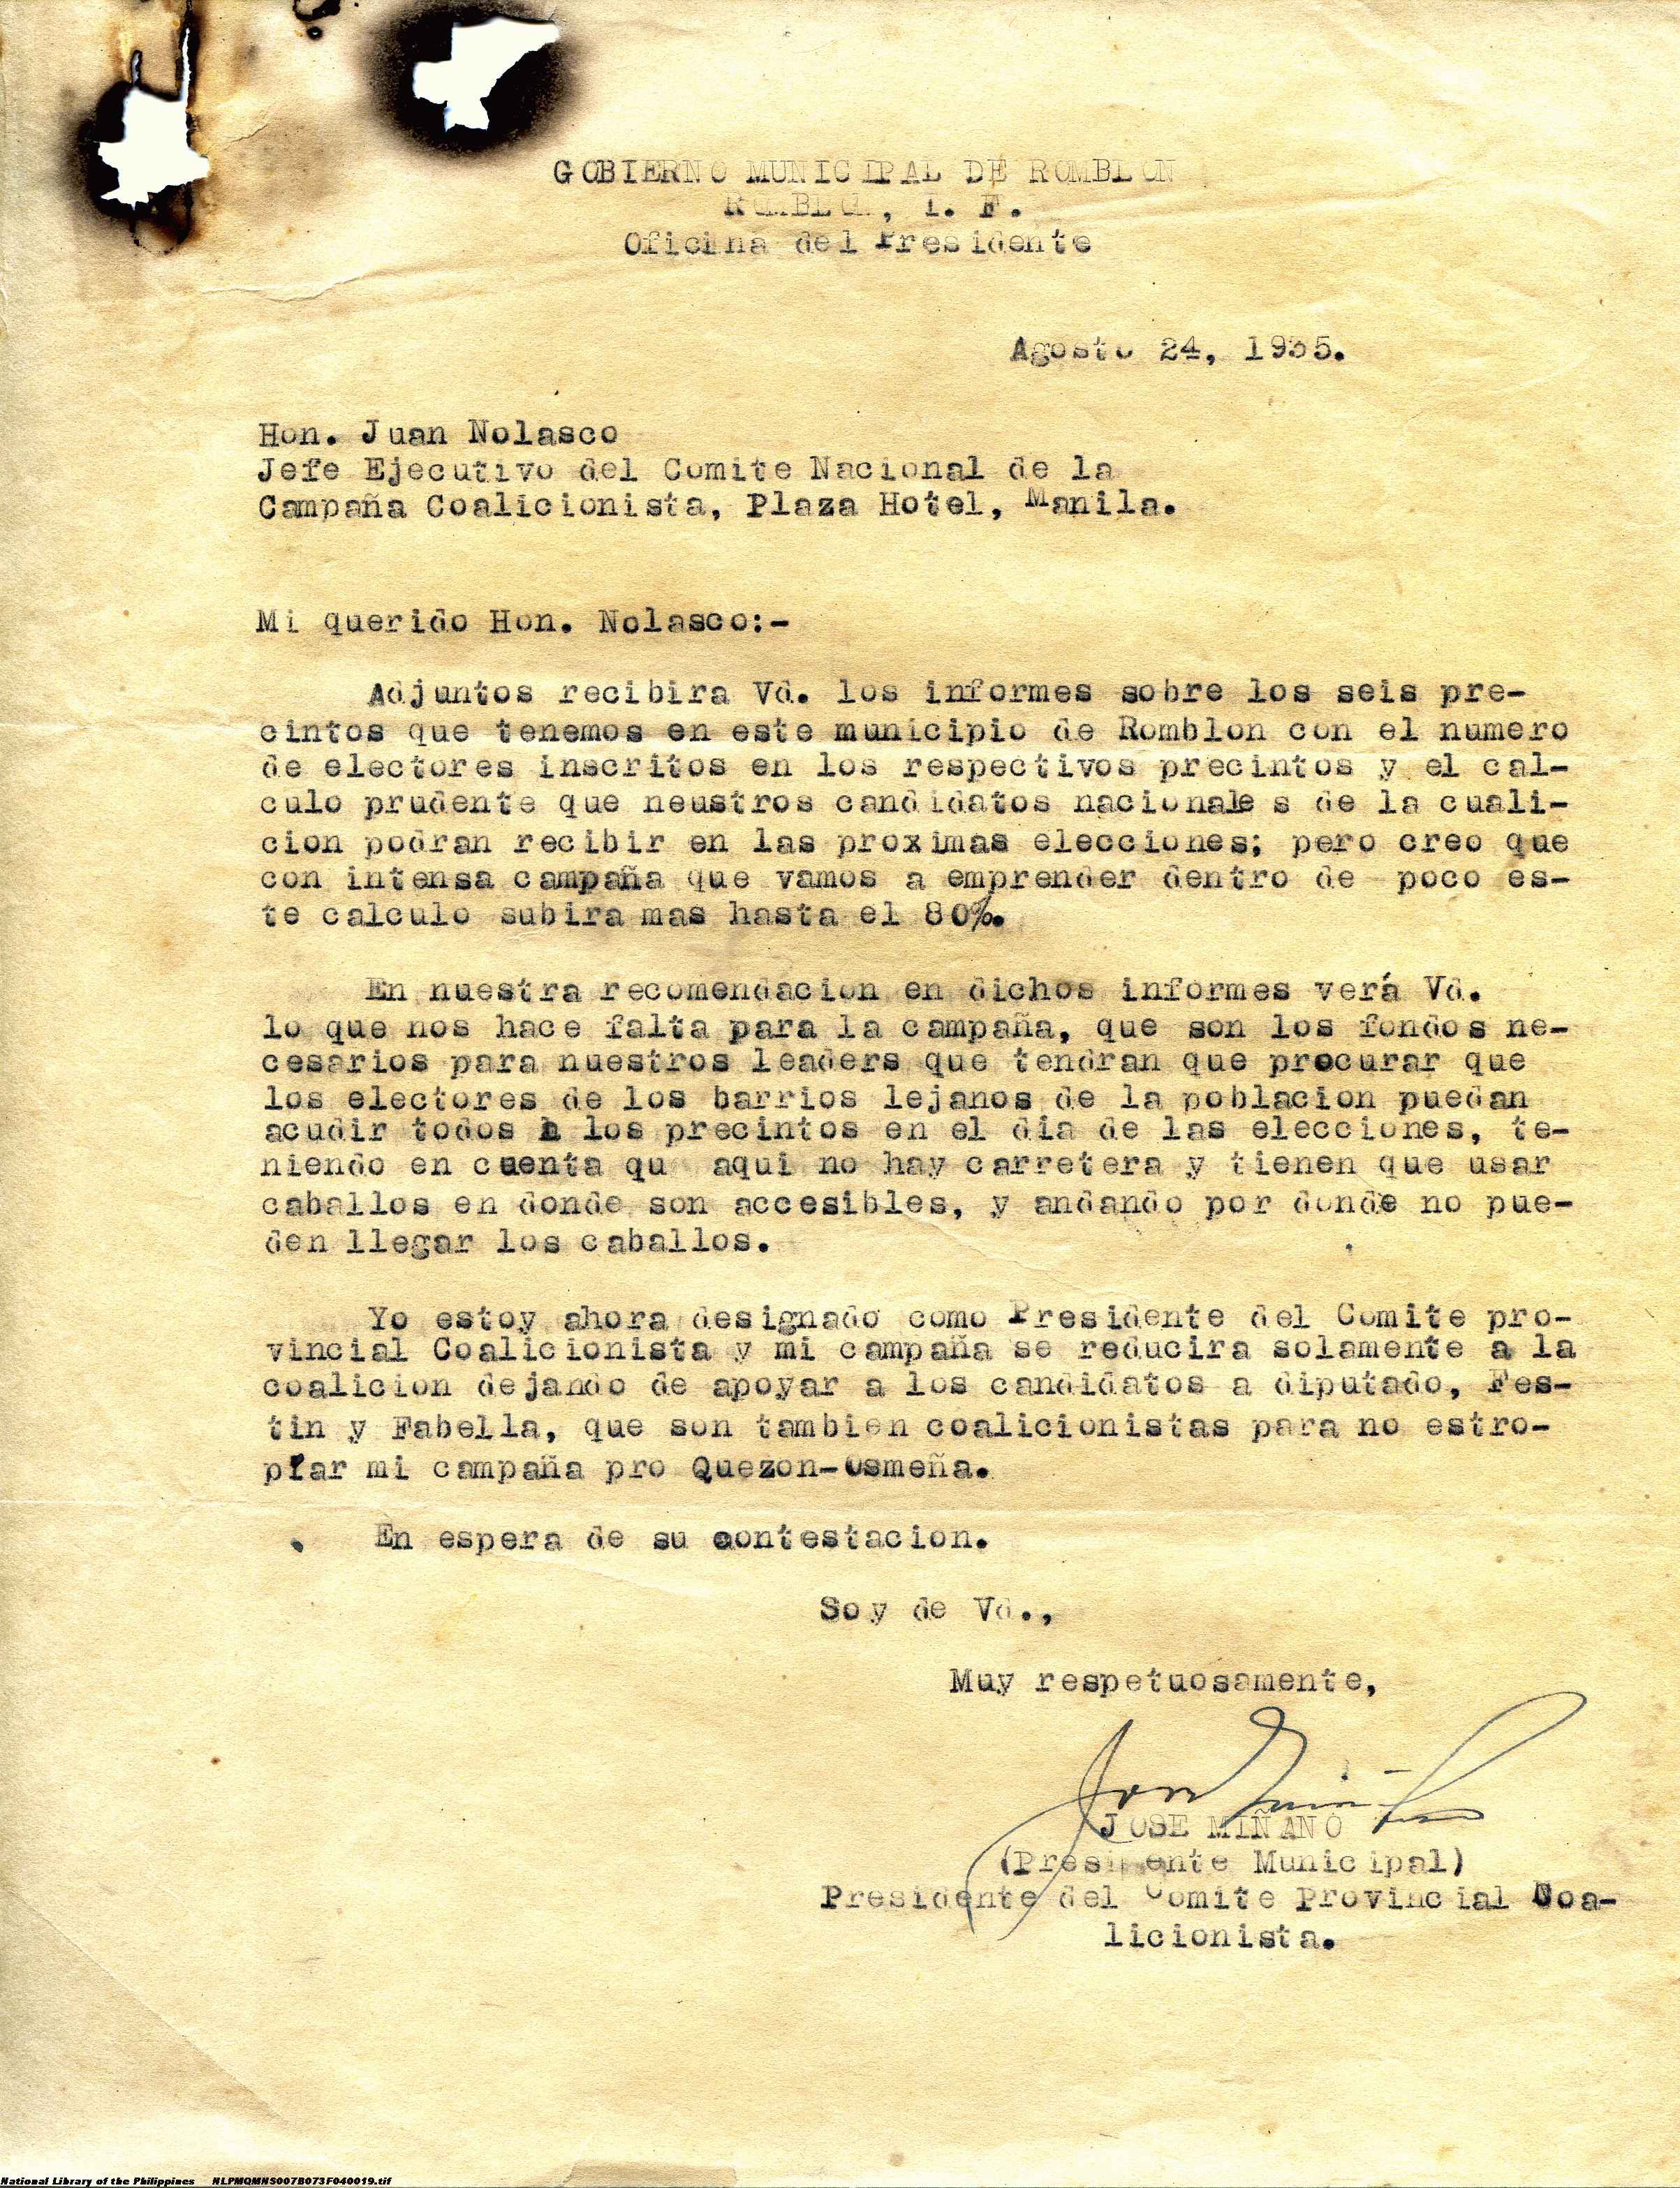 GOBIERNO MUNICIPAL DE ROMBLON
ROMBLON, I. F.
Oficina del Presidente
Agosto 24, 1935.
Hon. Juan Nolasco
Jefe Ejecutivo del Comite Nacional de la
Campaña Coalicionista, Plaza Hotel, Manila.
Mi querido Hon. Nolasco:-
Adjuntos recibira Vd. los informes sobre los seis pre-
cintos que tenemos en este municipio de Romblon con el numero
de electores inscritos en los respectivos precintos y el cal-
culo prudente que neustros candidatos nacionale s de la cuali-
cion podran recibir en las proximas elecciones; pero creo que
con intensa campaña que vamos a emprender dentro de poco es-
te calculo subira mas hasta el 80%.
En nuestra recomendacion en dichos informes verá Vd.
lo que nos hace falta para la campaña, que son los fondos ne-
cesarios para nuestros leaders que tendran que procurar que
los electores de los barrios lejanos de la poblacion puedan
acudir todos a los precintos en el dia de las elecciones, te-
niendo en cuenta qu aqui no hay carretera y tienen que usar
caballos en donde son accesibles, y andando por donde no pue-
den llegar los caballos.
Yo estoy ahora designado como Presidente del Comite pro-
vincial Coalicionista y mi campaña se reducira solamente a la
coalicion dejando de apoyar a los candidatos a diputado, Fes-
tin y Fabella, que son tambien coalicionistas para no estro-
piar mi campaña pro Quezon-Osmeña.
En espera de su contestacion.
Soy de Vd.,
Muy respetuosamente,
JOSE MIÑANO
(Presidente Municipal)
Presidente del Comite Provincial Coa-
licionista.
National Library of the Philippines NLPMQMNS007B073F040019.tif